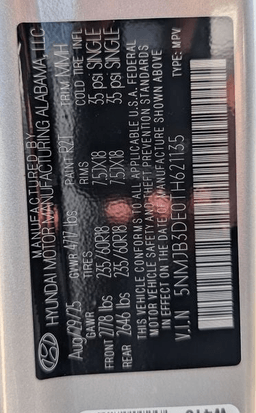 MANUFACTURED BY
HYUNDAI MOTOR MANUFACTURING ALABAMA, LLC
Aug/29/25 GVWR 4717 Lbs PAINT R2T TRIM MMH
GAWR TIRES RIMS COLD TIRE INFL
FRONT 2778 lbs 235/60R18 7.5JX18 35 psi SINGLE
REAR 2646 lbs 235/60R18 7.5JX18 35 psi SINGLE
THIS VEHICLE CONFORMS TO ALL APPLICABLE U.S.A. FEDERAL
MOTOR VEHICLE SAFETY AND THEFT PREVENTION STANDARDS
IN EFFECT ON THE DATE OF MANUFACTURE SHOWN ABOVE
V.I.N 5NMJB3DE0TH621135 TYPE: MPV